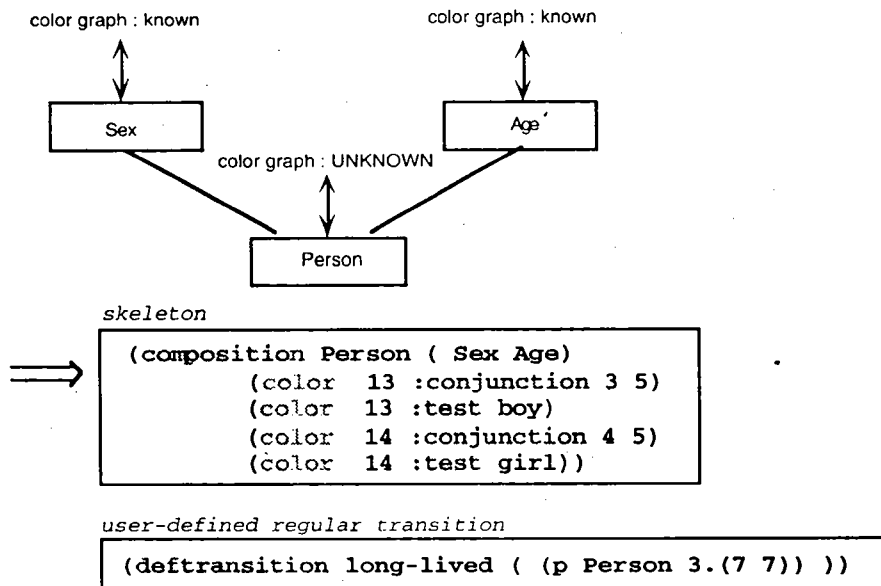 color graph : known
color graph : known
Sex
Age
color graph : UNKNOWN
Person
skeleton
(composition Person ( Sex Age)
(color 13 :conjunction 3 5)
(color 13 :test boy)
(color 14 :conjunction 4 5)
(color 14 :test girl))
user-defined regular transition
(deftransition long-lived ( (p Person 3.(7 7)) ))